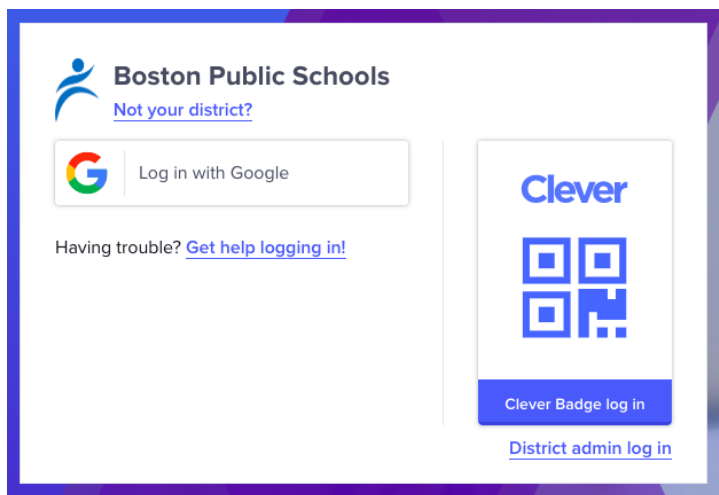 Boston Public Schools
Not your district?
Log in with Google
Having trouble? Get help logging in!
Clever
Clever Badge log in
District admin log in